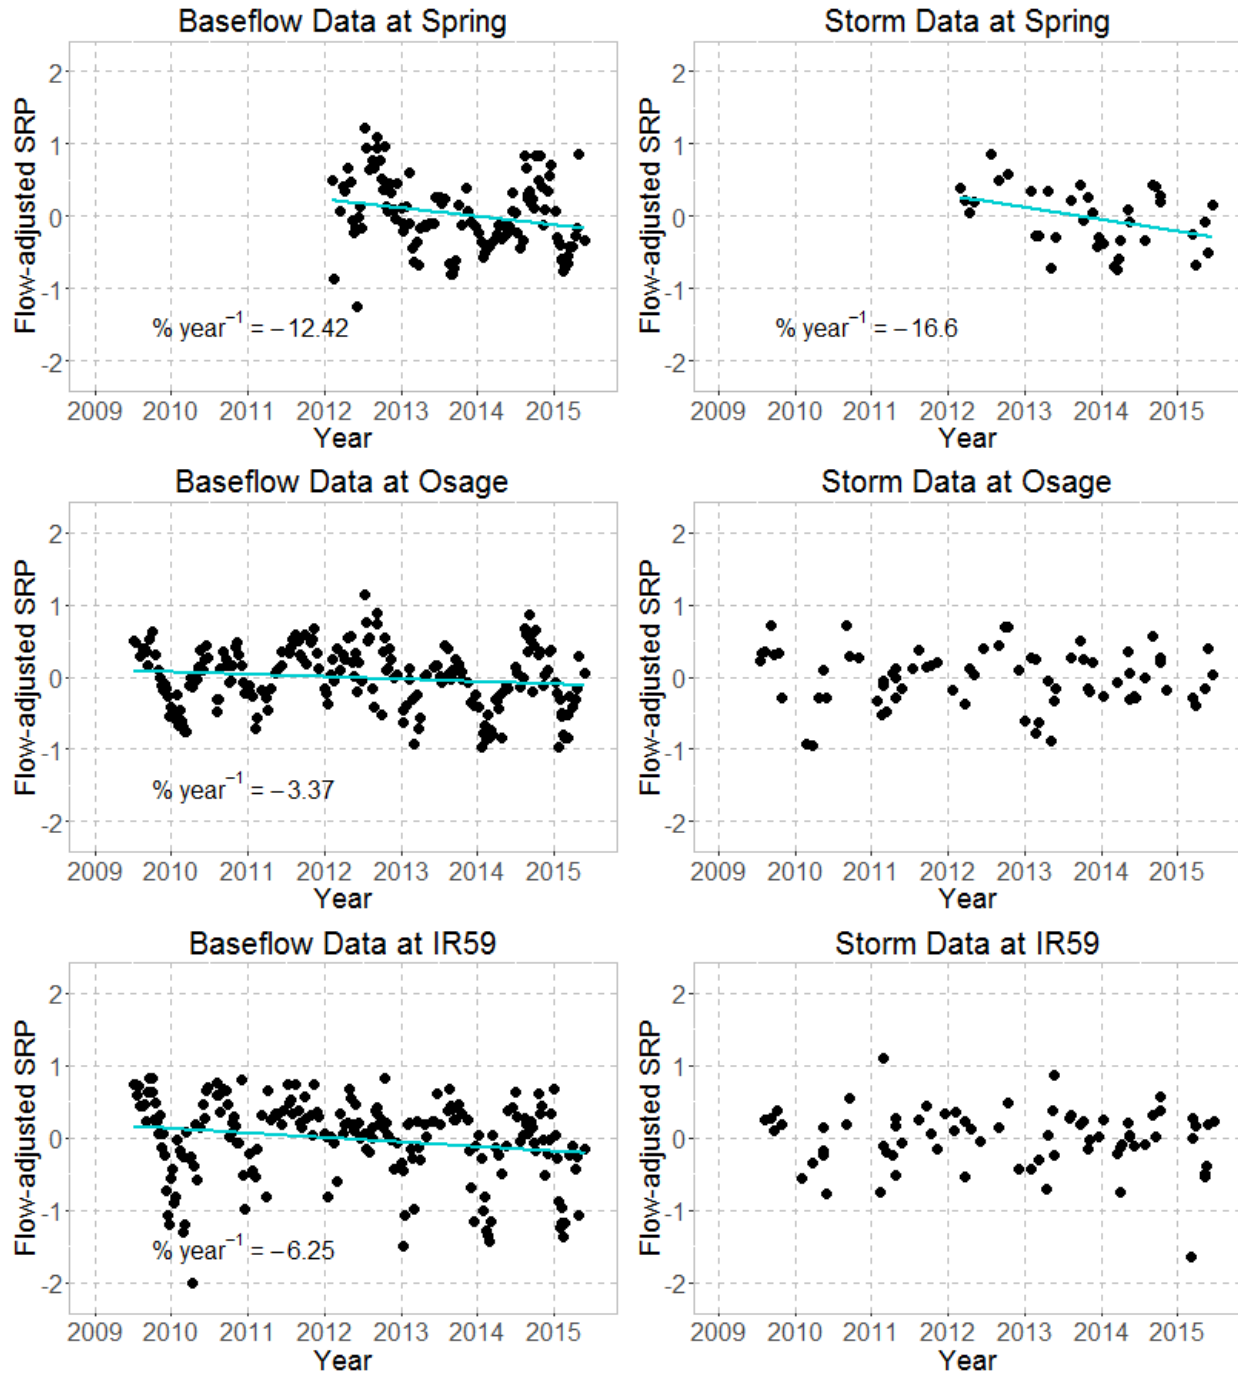 Baseflow Data at Spring
Flow-adjusted SRP
2
1
0
-1
-2
% year⁻¹ = −12.42
2009 2010 2011 2012 2013 2014 2015
Year
Storm Data at Spring
Flow-adjusted SRP
2
1
0
-1
-2
% year⁻¹ = −16.6
2009 2010 2011 2012 2013 2014 2015
Year
Baseflow Data at Osage
Flow-adjusted SRP
2
1
0
-1
-2
% year⁻¹ = −3.37
2009 2010 2011 2012 2013 2014 2015
Year
Storm Data at Osage
Flow-adjusted SRP
2
1
0
-1
-2
2009 2010 2011 2012 2013 2014 2015
Year
Baseflow Data at IR59
Flow-adjusted SRP
2
1
0
-1
-2
% year⁻¹ = −6.25
2009 2010 2011 2012 2013 2014 2015
Year
Storm Data at IR59
Flow-adjusted SRP
2
1
0
-1
-2
2009 2010 2011 2012 2013 2014 2015
Year